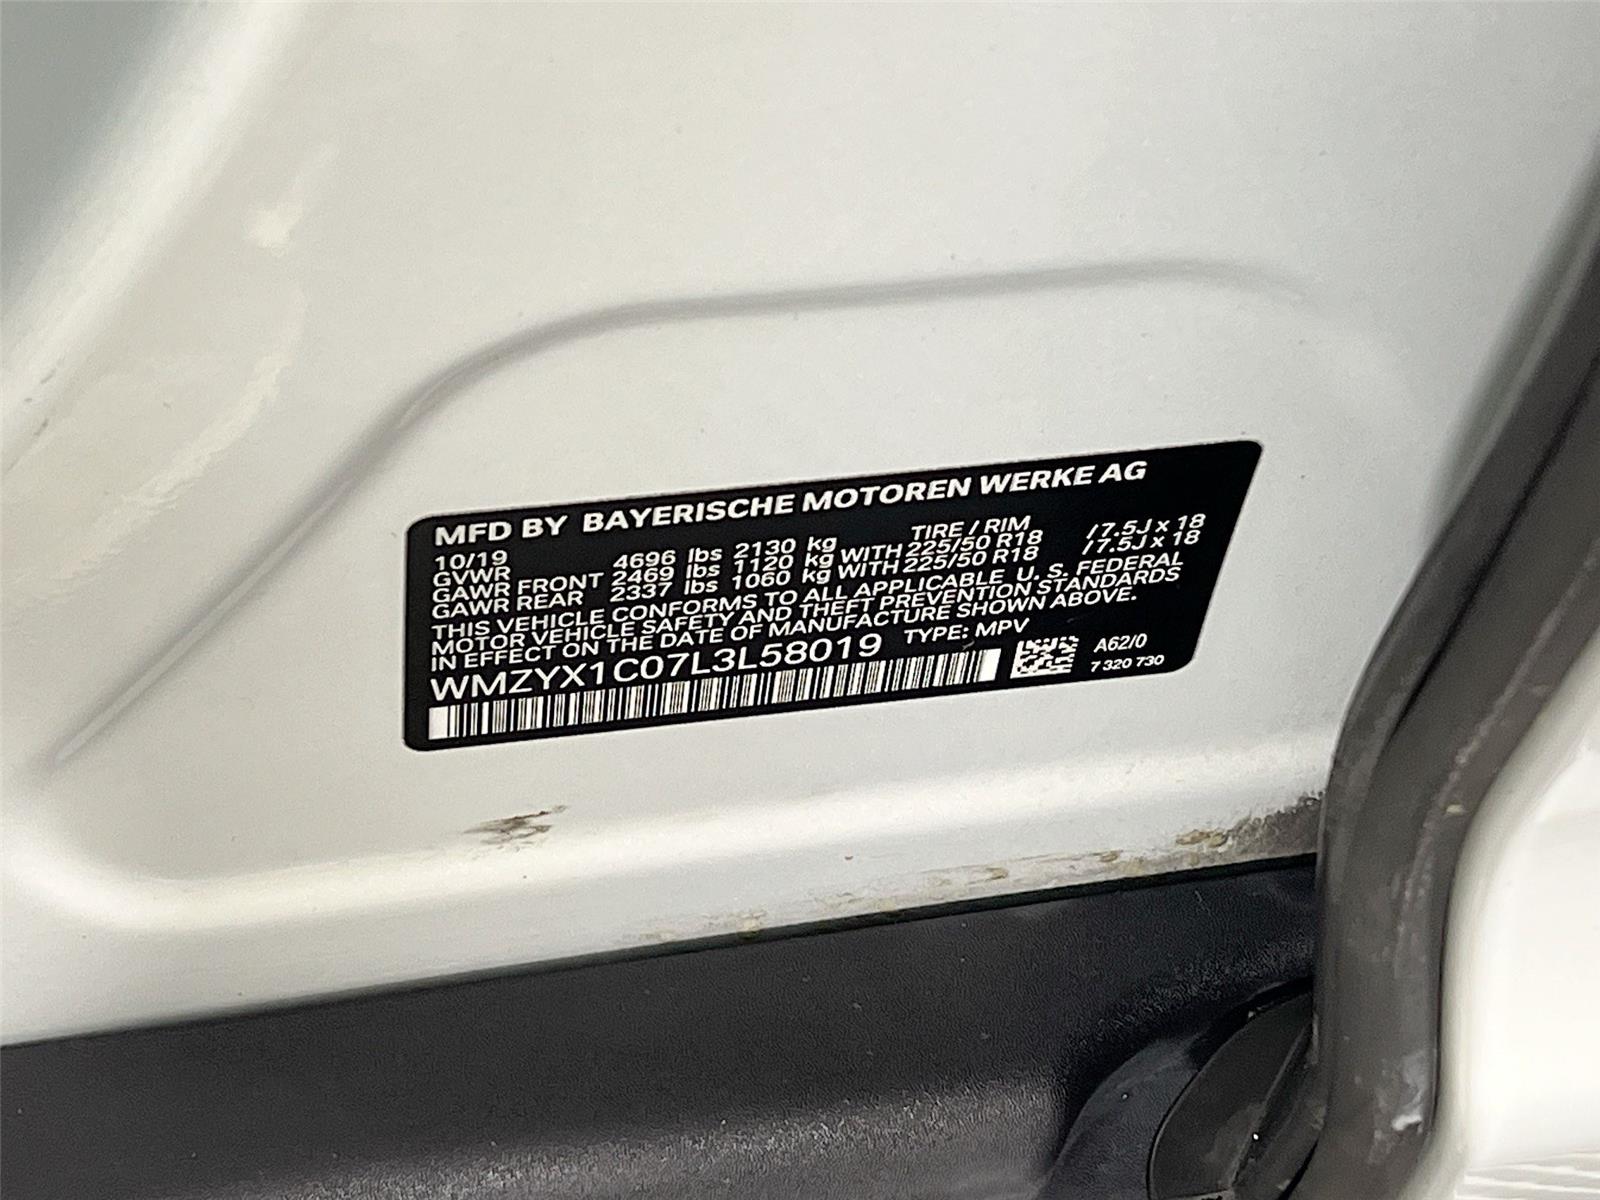 MFD BY BAYERISCHE MOTOREN WERKE AG
10/19 TIRE / RIM
GVWR 4696 lbs 2130 kg
GAWR FRONT 2469 lbs 1120 kg WITH 225/50 R18 /7.5J x 18
GAWR REAR 2337 lbs 1060 kg WITH 225/50 R18 /7.5J x 18
THIS VEHICLE CONFORMS TO ALL APPLICABLE U. S. FEDERAL
MOTOR VEHICLE SAFETY AND THEFT PREVENTION STANDARDS
IN EFFECT ON THE DATE OF MANUFACTURE SHOWN ABOVE.
WMZYX1C07L3L58019 TYPE: MPV
A62/0
7 320 730